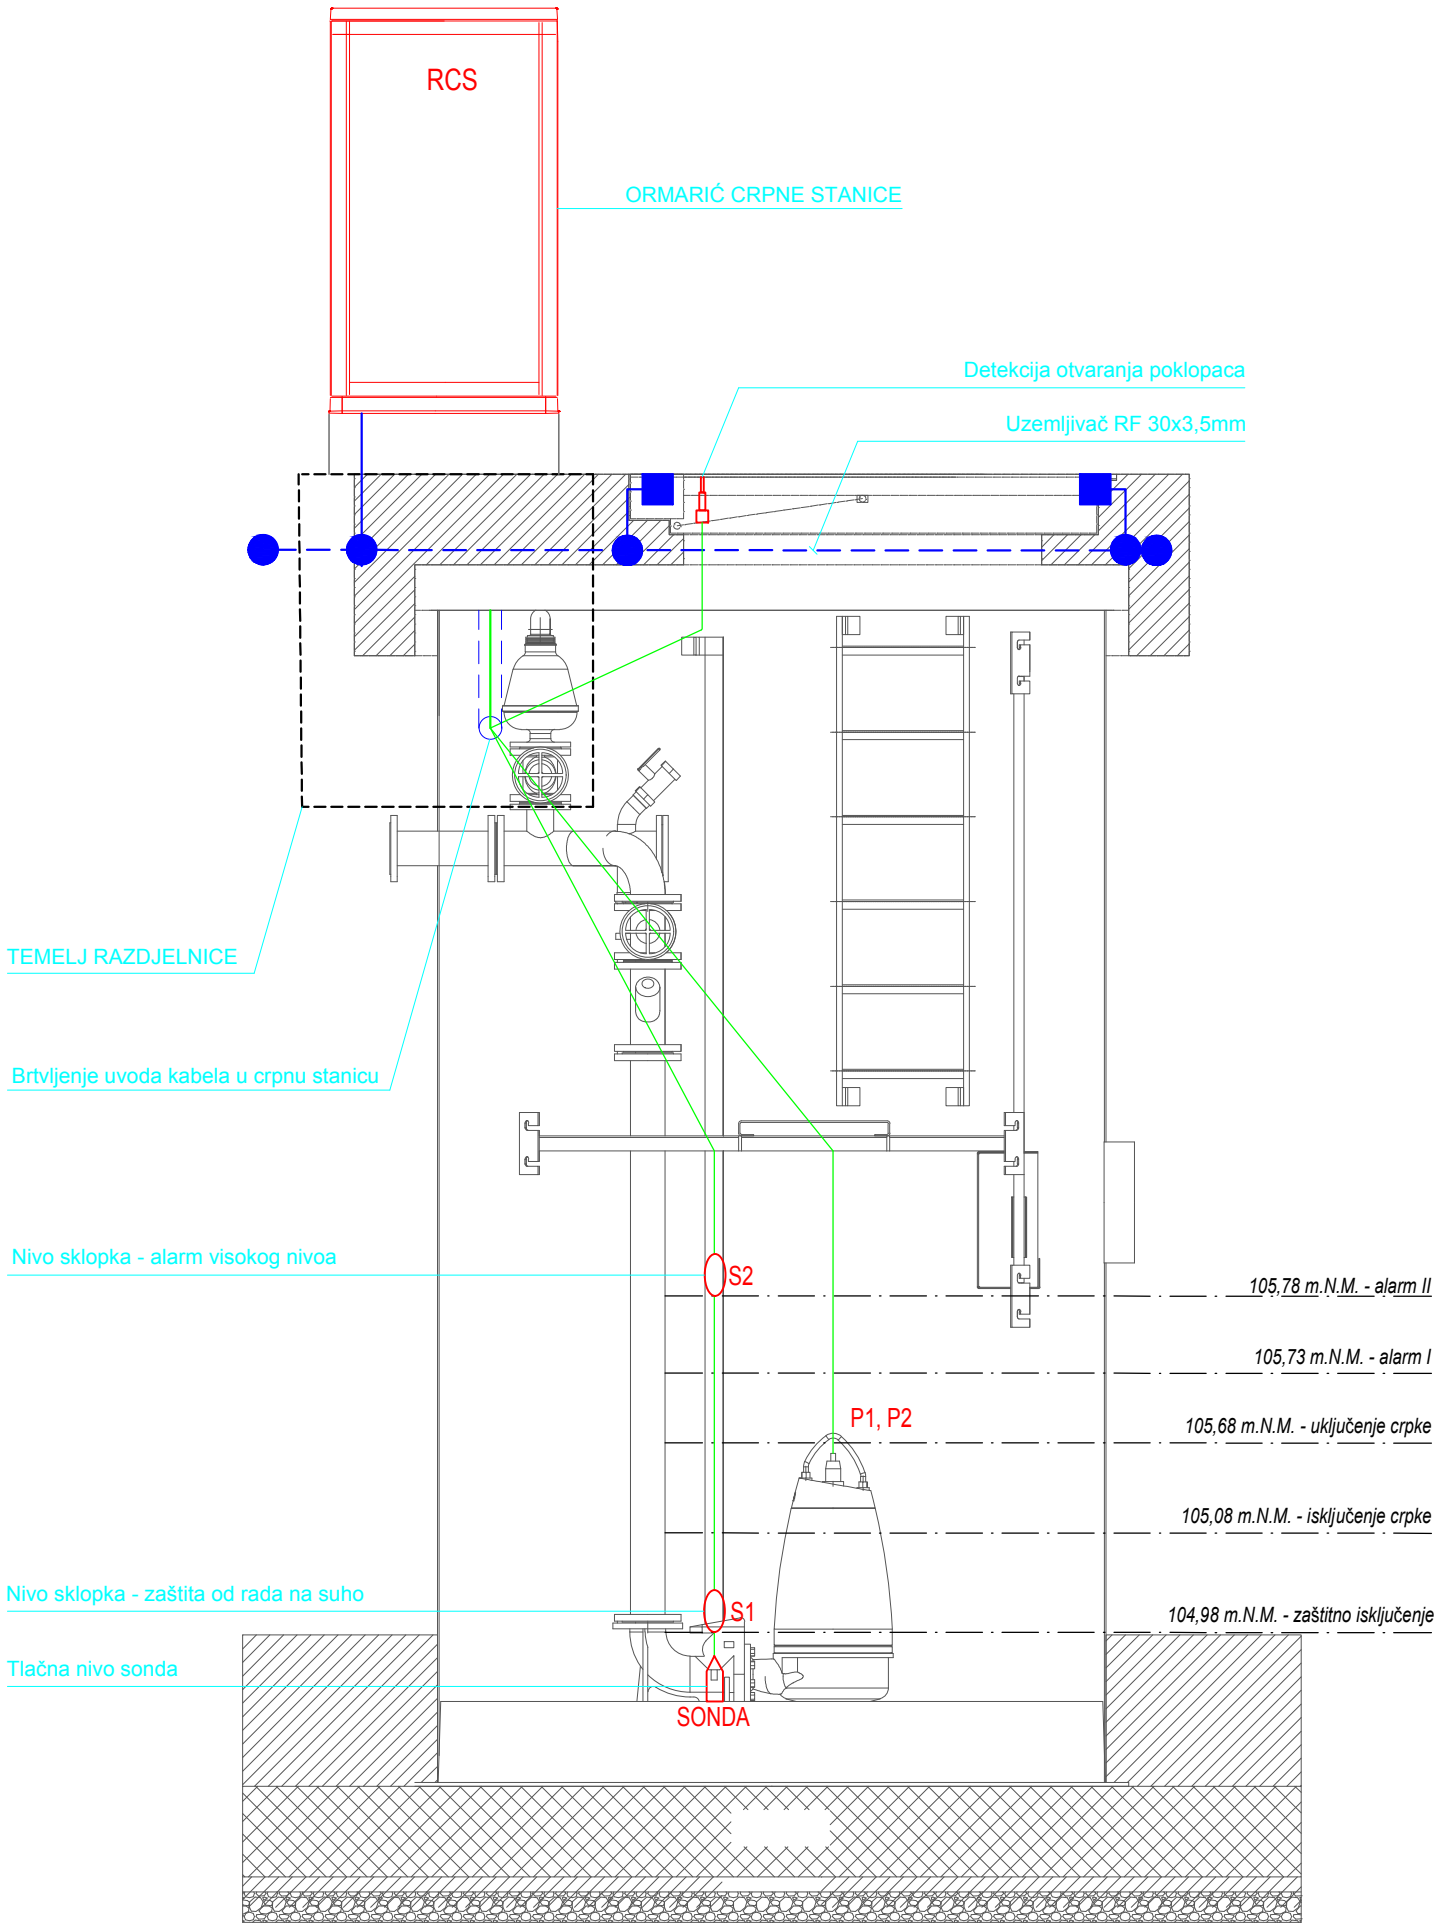 RCS
ORMARIĆ CRPNE STANICE
Detekcija otvaranja poklopaca
Uzemljivač RF 30x3,5mm
TEMELJ RAZDJELNICE
Brtvljenje uvoda kabela u crpnu stanicu
Nivo sklopka - alarm visokog nivoa
S2
105,78 m.N.M. - alarm II
105,73 m.N.M. - alarm I
P1, P2
105,68 m.N.M. - uključenje crpke
105,08 m.N.M. - isključenje crpke
Nivo sklopka - zaštita od rada na suho
S1
104,98 m.N.M. - zaštitno isključenje
Tlačna nivo sonda
SONDA